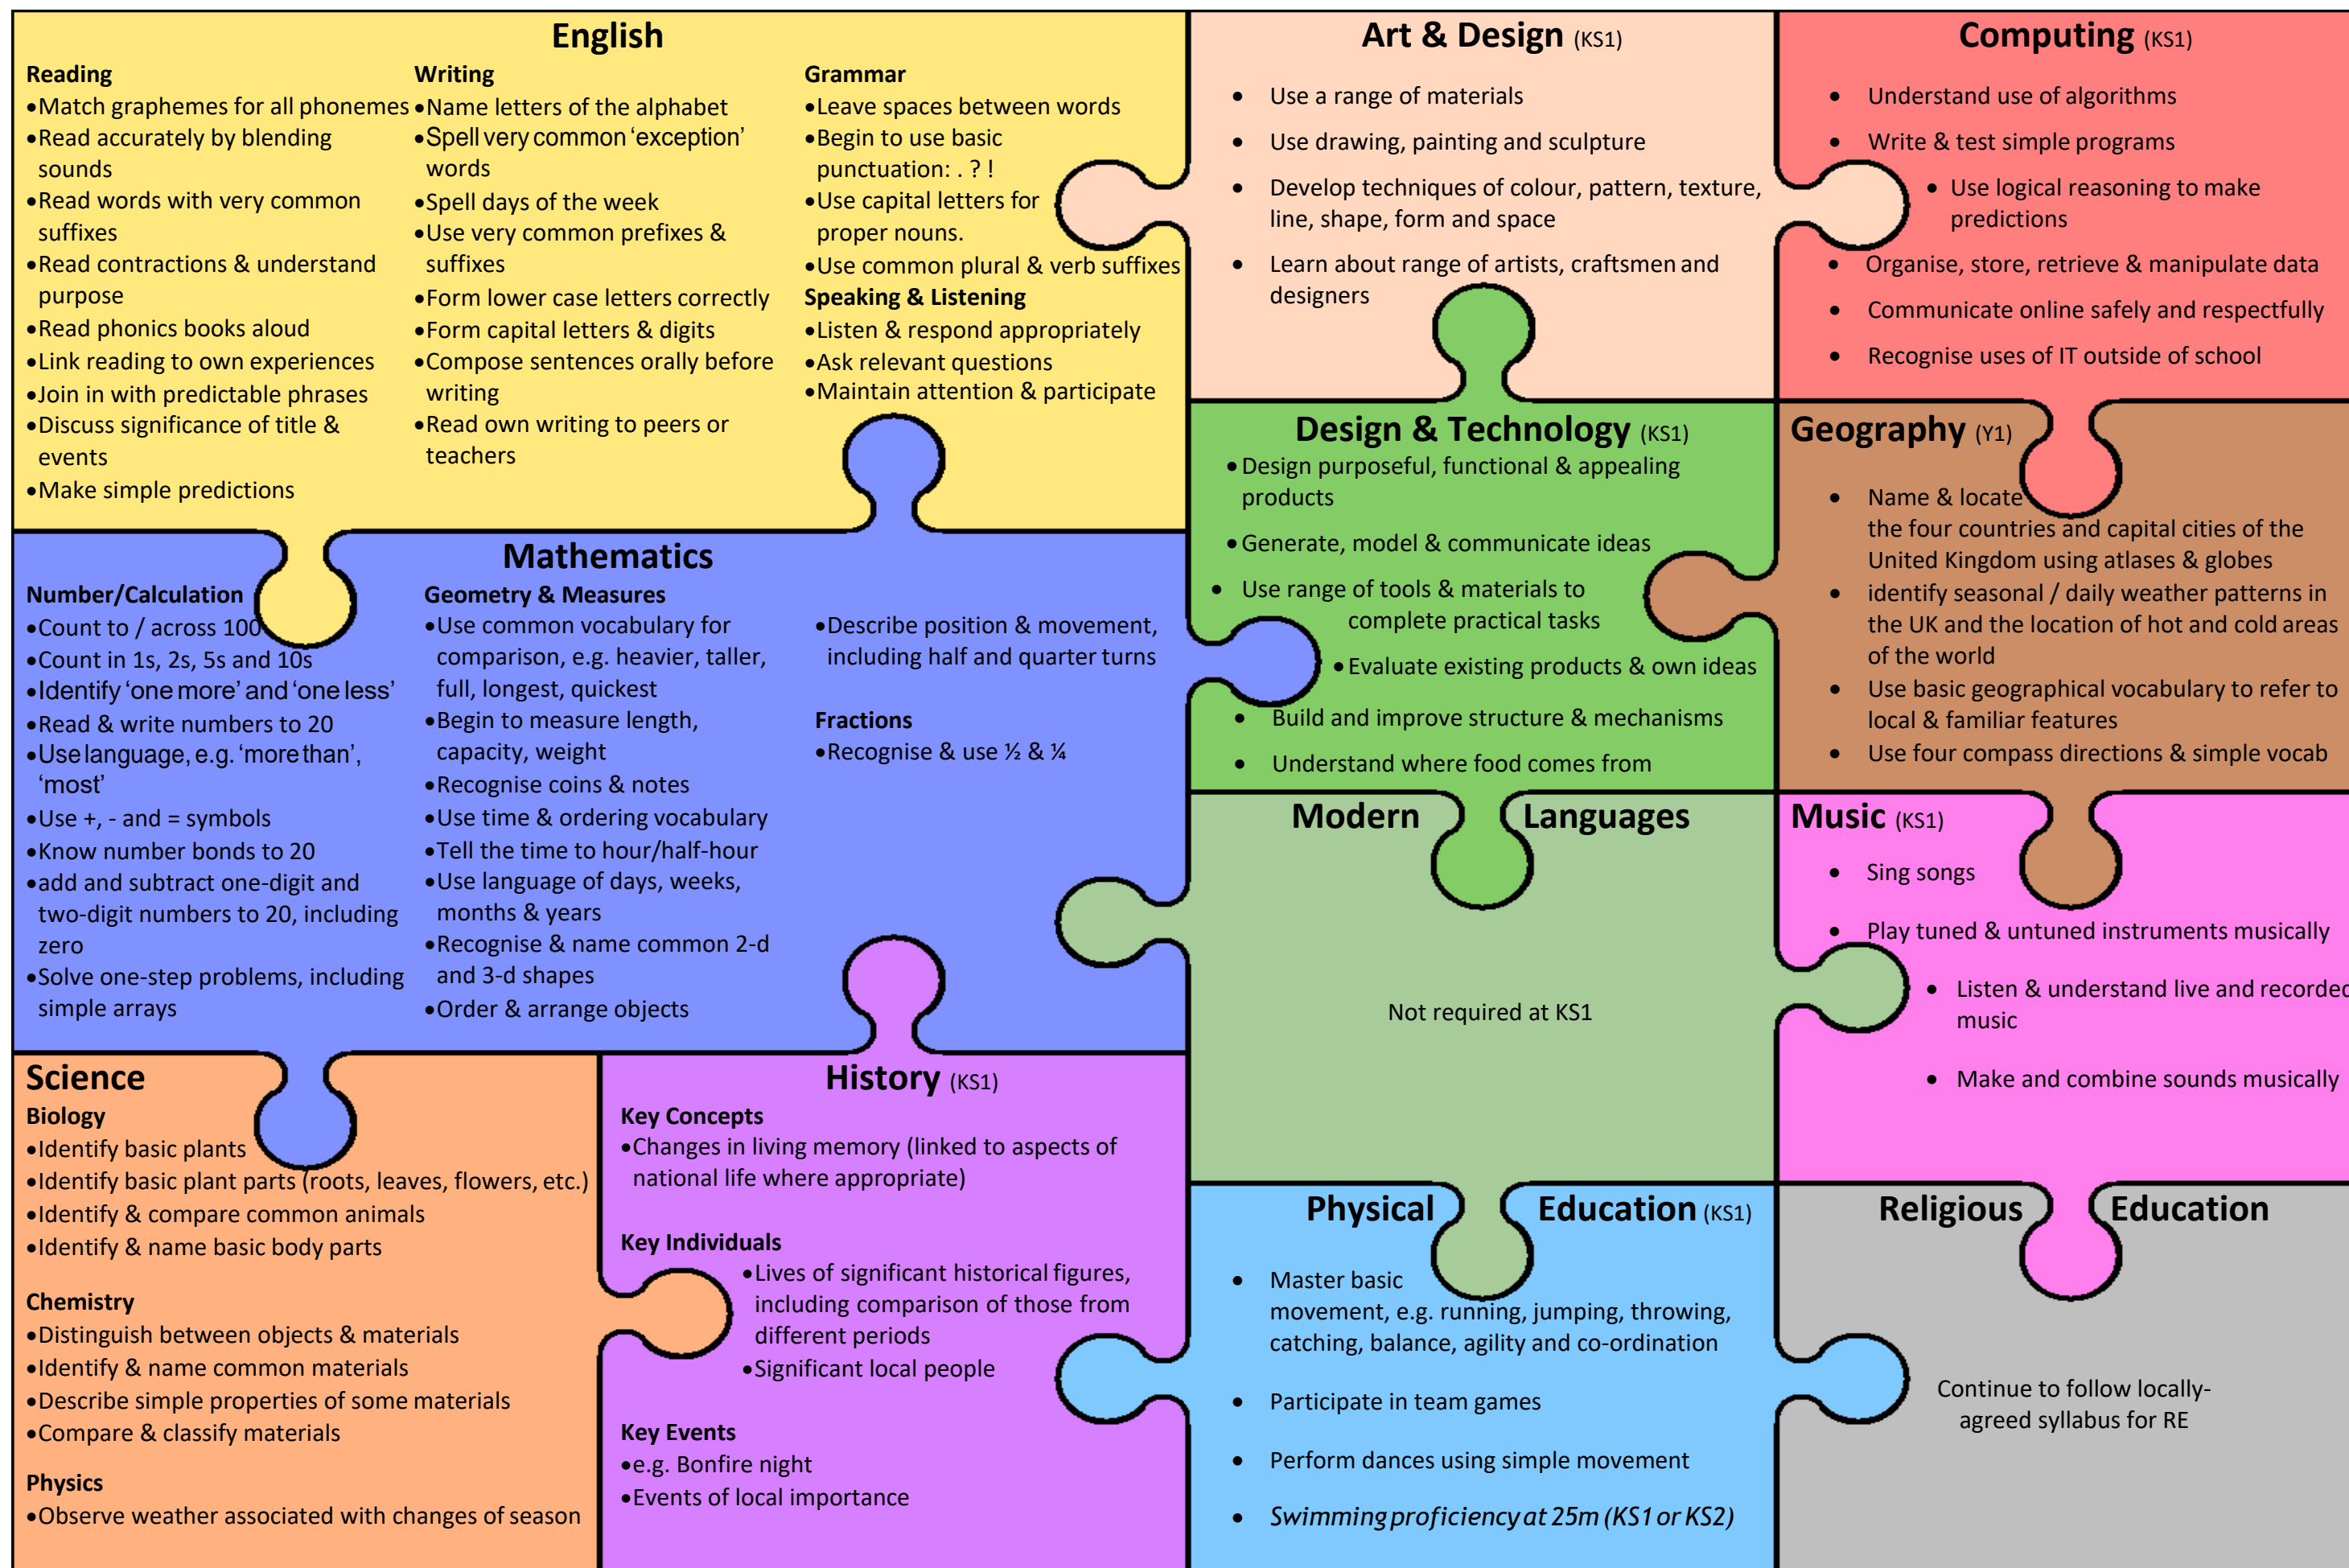 English
Reading
•Match graphemes for all phonemes
•Read accurately by blending
sounds
•Read words with very common
suffixes
•Read contractions & understand
purpose
•Read phonics books aloud
•Link reading to own experiences
•Join in with predictable phrases
•Discuss significance of title &
events
•Make simple predictions
Writing
•Name letters of the alphabet
•Spell very common ‘exception’
words
•Spell days of the week
•Use very common prefixes &
suffixes
•Form lower case letters correctly
•Form capital letters & digits
•Compose sentences orally before
writing
•Read own writing to peers or
teachers
Grammar
•Leave spaces between words
•Begin to use basic
punctuation: . ? !
•Use capital letters for
proper nouns.
•Use common plural & verb suffixes
Speaking & Listening
•Listen & respond appropriately
•Ask relevant questions
•Maintain attention & participate
Art & Design (KS1)
• Use a range of materials
• Use drawing, painting and sculpture
• Develop techniques of colour, pattern, texture,
line, shape, form and space
• Learn about range of artists, craftsmen and
designers
Computing (KS1)
• Understand use of algorithms
• Write & test simple programs
• Use logical reasoning to make
predictions
• Organise, store, retrieve & manipulate data
• Communicate online safely and respectfully
• Recognise uses of IT outside of school
Mathematics
Number/Calculation
•Count to / across 100
•Count in 1s, 2s, 5s and 10s
•Identify ‘one more’ and ‘one less’
•Read & write numbers to 20
•Use language, e.g. ‘more than’,
‘most’
•Use +, - and = symbols
•Know number bonds to 20
•add and subtract one-digit and
two-digit numbers to 20, including
zero
•Solve one-step problems, including
simple arrays
Geometry & Measures
•Use common vocabulary for
comparison, e.g. heavier, taller,
full, longest, quickest
•Begin to measure length,
capacity, weight
•Recognise coins & notes
•Use time & ordering vocabulary
•Tell the time to hour/half-hour
•Use language of days, weeks,
months & years
•Recognise & name common 2-d
and 3-d shapes
•Order & arrange objects
•Describe position & movement,
including half and quarter turns
Fractions
•Recognise & use ½ & ¼
Design & Technology (KS1)
•Design purposeful, functional & appealing
products
•Generate, model & communicate ideas
• Use range of tools & materials to
complete practical tasks
•Evaluate existing products & own ideas
• Build and improve structure & mechanisms
• Understand where food comes from
Geography (Y1)
• Name & locate
the four countries and capital cities of the
United Kingdom using atlases & globes
• identify seasonal / daily weather patterns in
the UK and the location of hot and cold areas
of the world
• Use basic geographical vocabulary to refer to
local & familiar features
• Use four compass directions & simple vocab
Modern Languages
Not required at KS1
Music (KS1)
• Sing songs
• Play tuned & untuned instruments musically
• Listen & understand live and recorded
music
• Make and combine sounds musically
Science
Biology
•Identify basic plants
•Identify basic plant parts (roots, leaves, flowers, etc.)
•Identify & compare common animals
•Identify & name basic body parts
Chemistry
•Distinguish between objects & materials
•Identify & name common materials
•Describe simple properties of some materials
•Compare & classify materials
Physics
•Observe weather associated with changes of season
History (KS1)
Key Concepts
•Changes in living memory (linked to aspects of
national life where appropriate)
Key Individuals
•Lives of significant historical figures,
including comparison of those from
different periods
•Significant local people
Key Events
•e.g. Bonfire night
•Events of local importance
Physical Education (KS1)
• Master basic
movement, e.g. running, jumping, throwing,
catching, balance, agility and co-ordination
• Participate in team games
• Perform dances using simple movement
• Swimming proficiency at 25m (KS1 or KS2)
Religious Education
Continue to follow locally-
agreed syllabus for RE